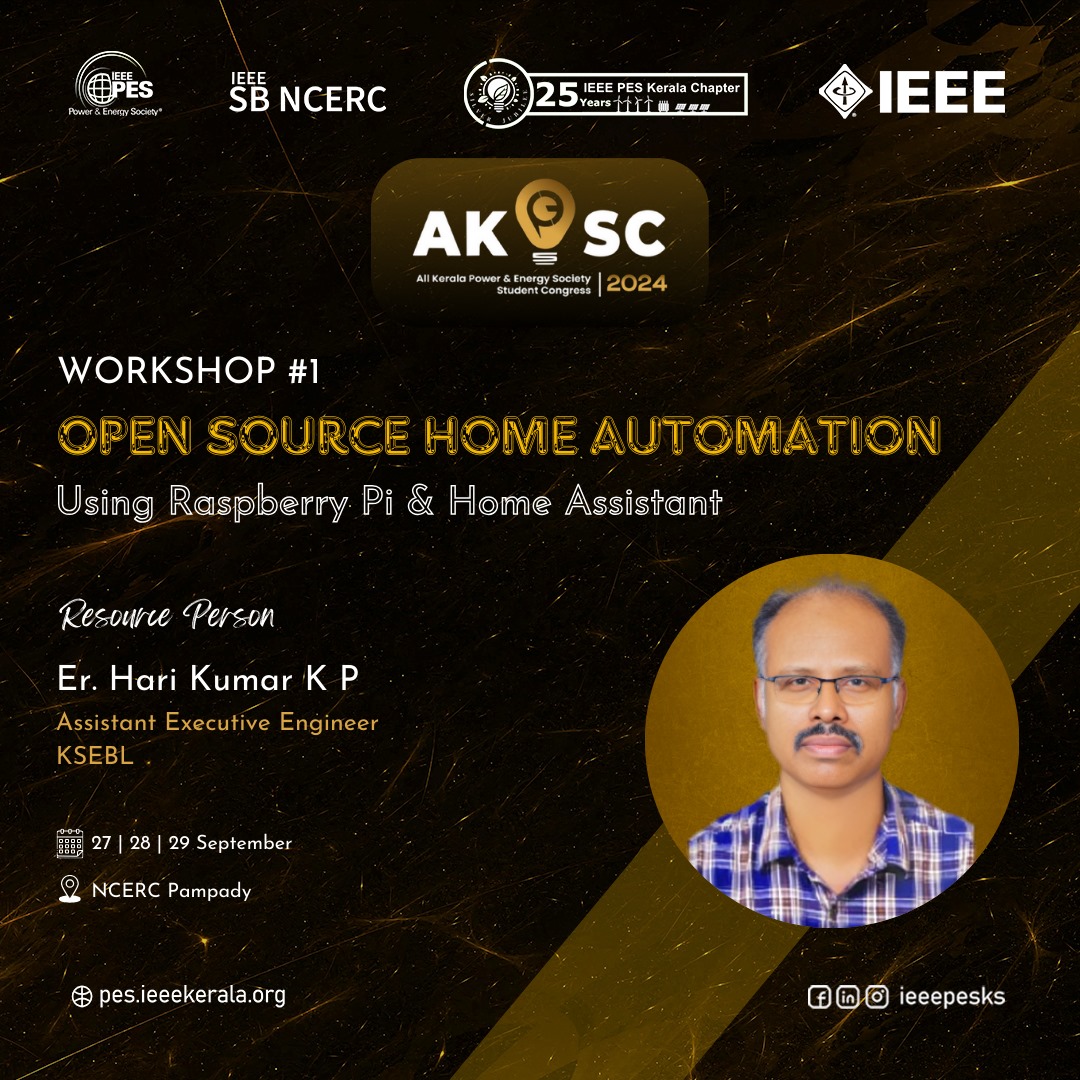 IEEE
PES
Power & Energy Society®
IEEE
SB NCERC
25 Years
IEEE PES Kerala Chapter
IEEE
AKPSC
All Kerala Power & Energy Society
Student Congress
2024
WORKSHOP #1
OPEN SOURCE HOME AUTOMATION
Using Raspberry Pi & Home Assistant
Resource Person
Er. Hari Kumar K P
Assistant Executive Engineer
KSEBL .
27 | 28 | 29 September
NCERC Pampady
pes.ieeekerala.org
ieeepesks